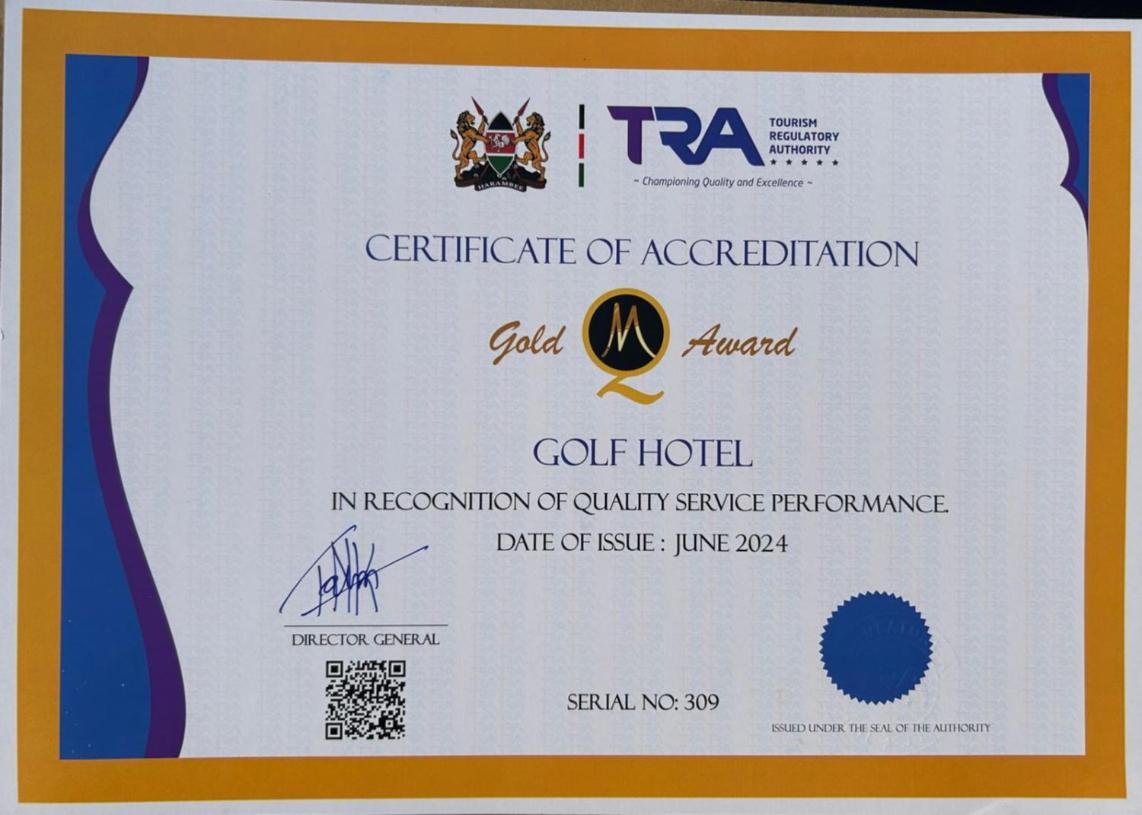 HARAMBEE
TRA
TOURISM
REGULATORY
AUTHORITY
~ Championing Quality and Excellence ~
CERTIFICATE OF ACCREDITATION
Gold M Award
GOLF HOTEL
IN RECOGNITION OF QUALITY SERVICE PERFORMANCE.
DATE OF ISSUE : JUNE 2024
DIRECTOR GENERAL
SERIAL NO: 309
ISSUED UNDER THE SEAL OF THE AUTHORITY